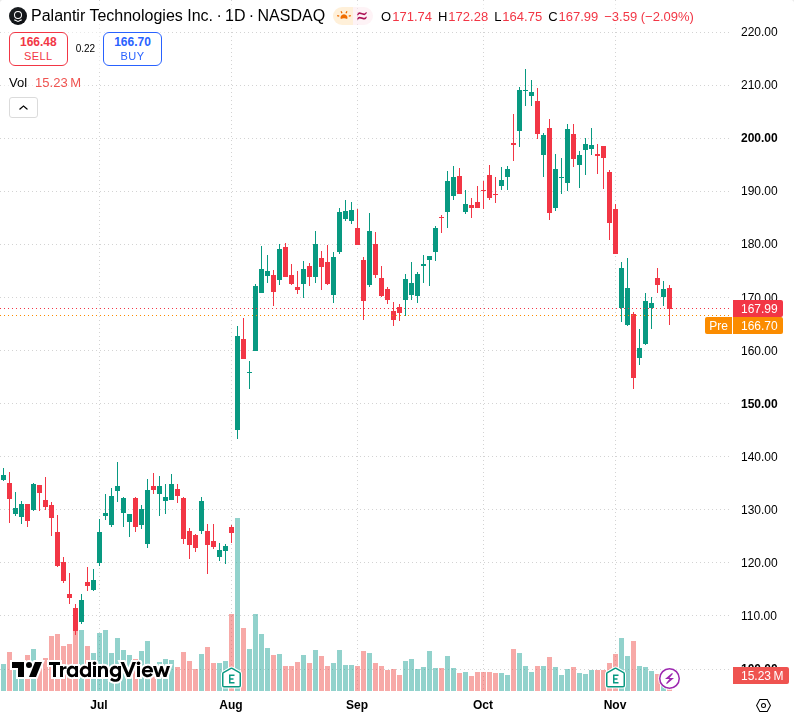 Palantir Technologies Inc. · 1D · NASDAQ O171.74 H172.28 L164.75 C167.99 −3.59 (−2.09%)
166.48 SELL 0.22 166.70 BUY
Vol 15.23 M
220.00
210.00
200.00
190.00
180.00
170.00
167.99
Pre 166.70
160.00
150.00
140.00
130.00
120.00
110.00
100.00
15.23 M
TradingView
E
E
Jul Aug Sep Oct Nov